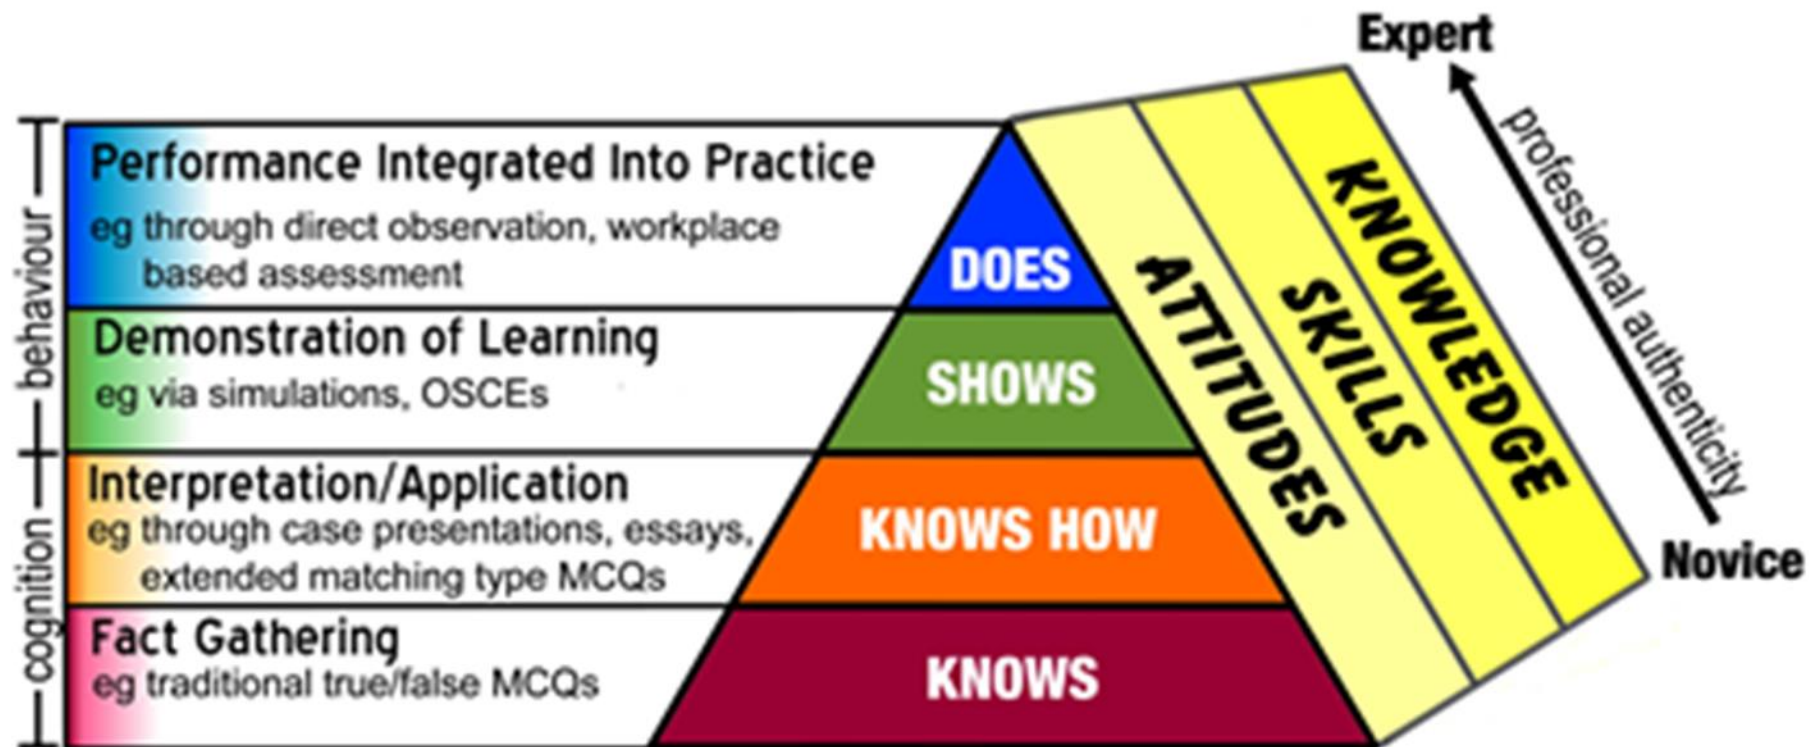 Expert
Performance Integrated Into Practice
eg through direct observation, workplace
based assessment
DOES
behaviour
Demonstration of Learning
eg via simulations, OSCEs
SHOWS
Interpretation/Application
eg through case presentations, essays,
extended matching type MCQs
KNOWS HOW
cognition
Fact Gathering
eg traditional true/false MCQs
KNOWS
ATTITUDES
SKILLS
KNOWLEDGE
professional authenticity
Novice